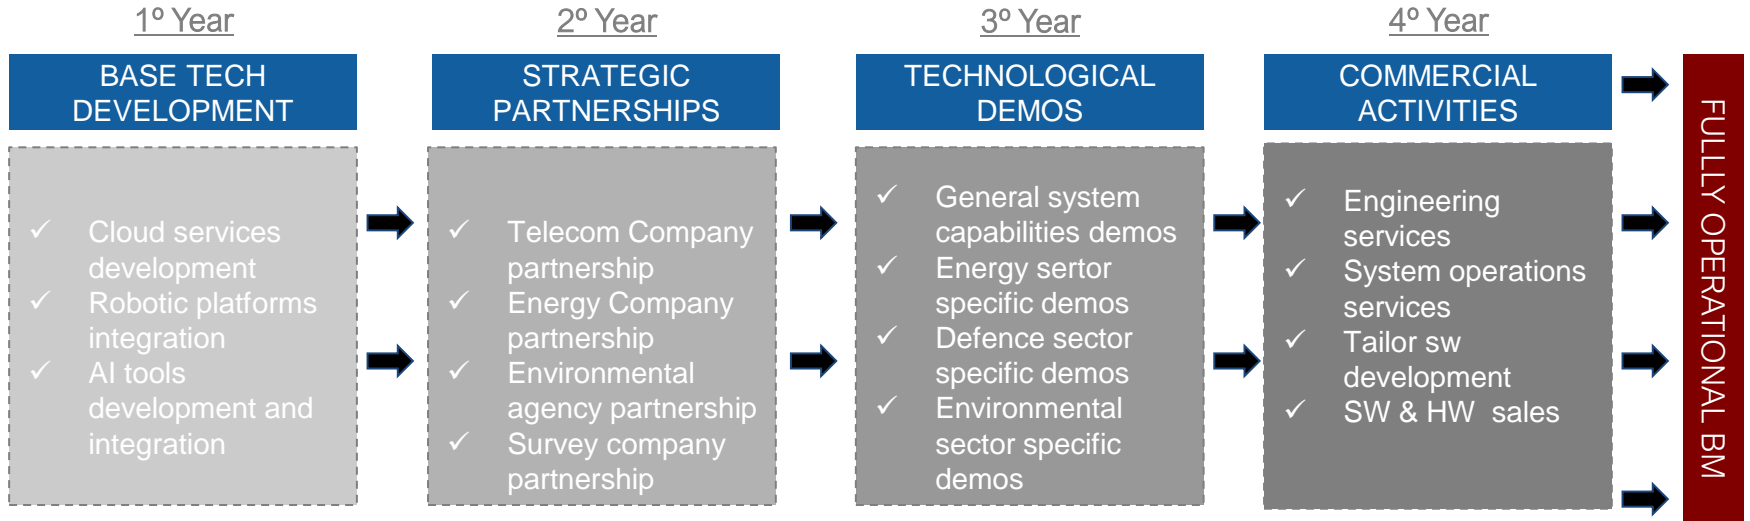 1º Year
BASE TECH
DEVELOPMENT
✓ Cloud services
development
✓ Robotic platforms
integration
✓ AI tools
development and
integration
2º Year
STRATEGIC
PARTNERSHIPS
✓ Telecom Company
partnership
✓ Energy Company
partnership
✓ Environmental
agency partnership
✓ Survey company
partnership
3º Year
TECHNOLOGICAL
DEMOS
✓ General system
capabilities demos
✓ Energy sertor
specific demos
✓ Defence sector
specific demos
✓ Environmental
sector specific
demos
4º Year
COMMERCIAL
ACTIVITIES
✓ Engineering
services
✓ System operations
services
✓ Tailor sw
development
✓ SW & HW sales
FULLLY OPERATIONAL BM